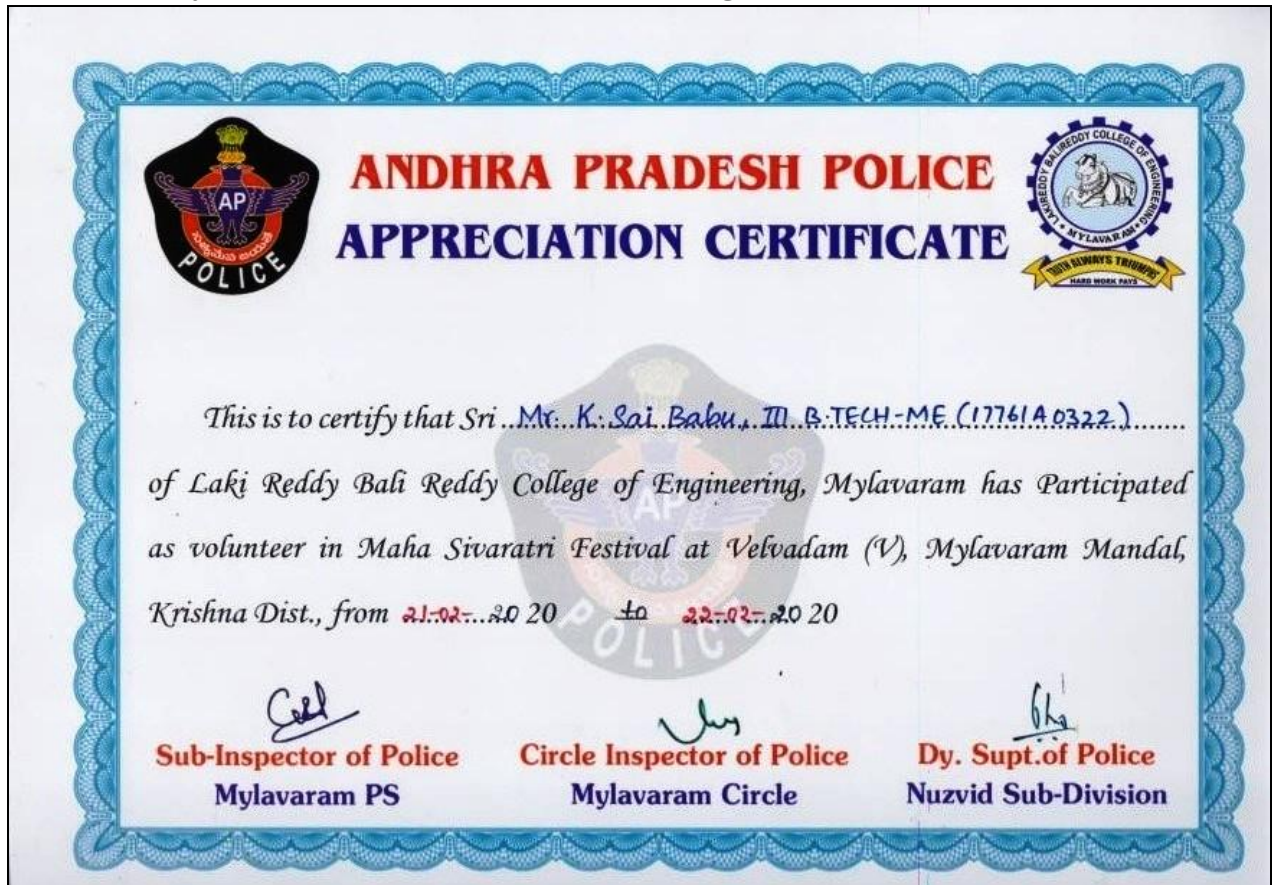 ANDHRA PRADESH POLICE
APPRECIATION CERTIFICATE
AP
POLICE
LAKIREDDY BALIREDDY COLLEGE OF ENGINEERING
MYLAVARAM
TRUTH ALWAYS TRIUMPHS
HARD WORK PAYS
This is to certify that Sri Mr. K. Sai Babu, III B.TECH-ME (17761A0322)
of Laki Reddy Bali Reddy College of Engineering, Mylavaram has Participated
as volunteer in Maha Sivaratri Festival at Velvadam (V), Mylavaram Mandal,
Krishna Dist., from 21-02-2020 to 22-02-2020
AP
POLICE
Sub-Inspector of Police
Mylavaram PS
Circle Inspector of Police
Mylavaram Circle
Dy. Supt.of Police
Nuzvid Sub-Division